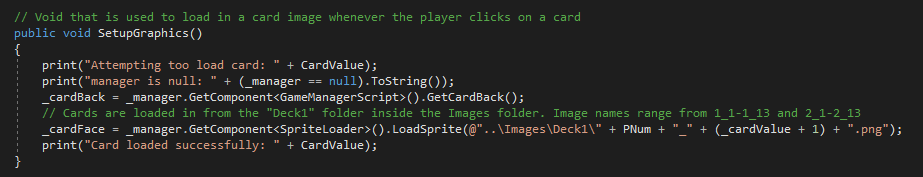 // Void that is used to load in a card image whenever the player clicks on a card
public void SetupGraphics()
{
print("Attempting too load card: " + CardValue);
print("manager is null: " + (_manager == null).ToString());
_cardBack = _manager.GetComponent<GameManagerScript>().GetCardBack();
// Cards are loaded in from the "Deck1" folder inside the Images folder. Image names range from 1_1-1_13 and 2_1-2_13
_cardFace = _manager.GetComponent<SpriteLoader>().LoadSprite(@"..\Images\Deck1\" + PNum + "_" + (_cardValue + 1) + ".png");
print("Card loaded successfully: " + CardValue);
}